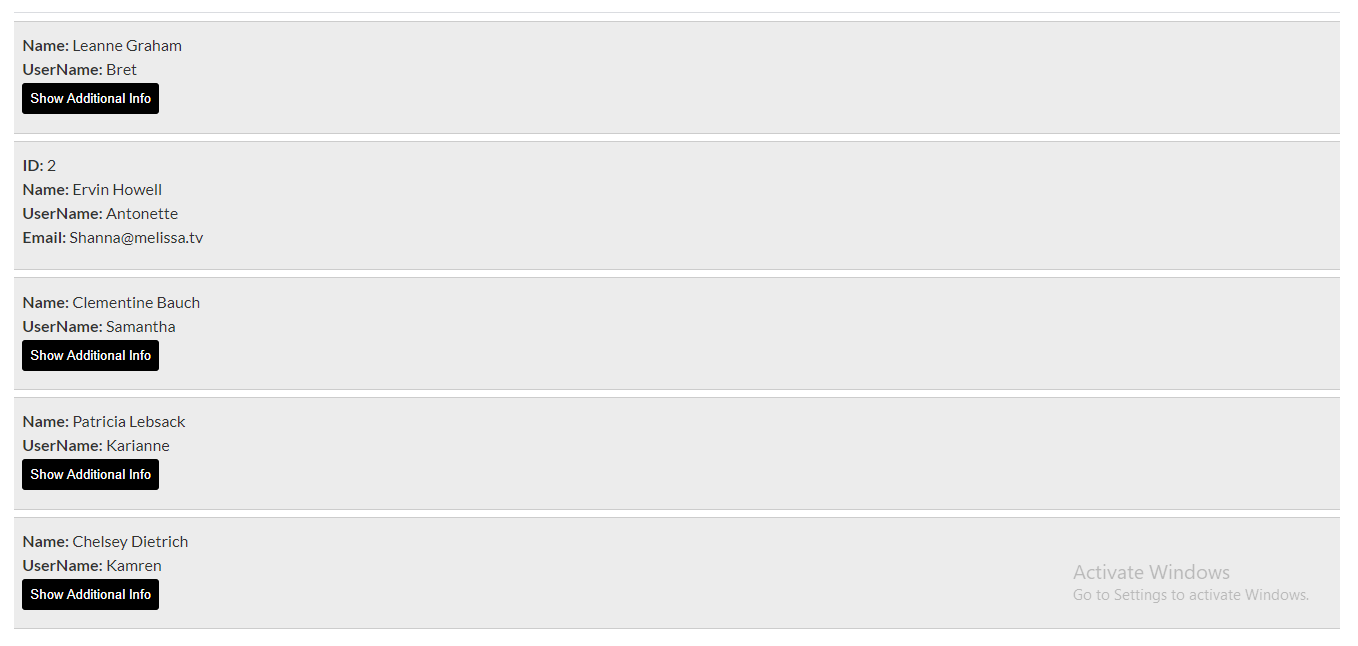 Name: Leanne Graham
UserName: Bret
Show Additional Info
ID: 2
Name: Ervin Howell
UserName: Antonette
Email: Shanna@melissa.tv
Name: Clementine Bauch
UserName: Samantha
Show Additional Info
Name: Patricia Lebsack
UserName: Karianne
Show Additional Info
Name: Chelsey Dietrich
UserName: Kamren
Show Additional Info
Activate Windows
Go to Settings to activate Windows.